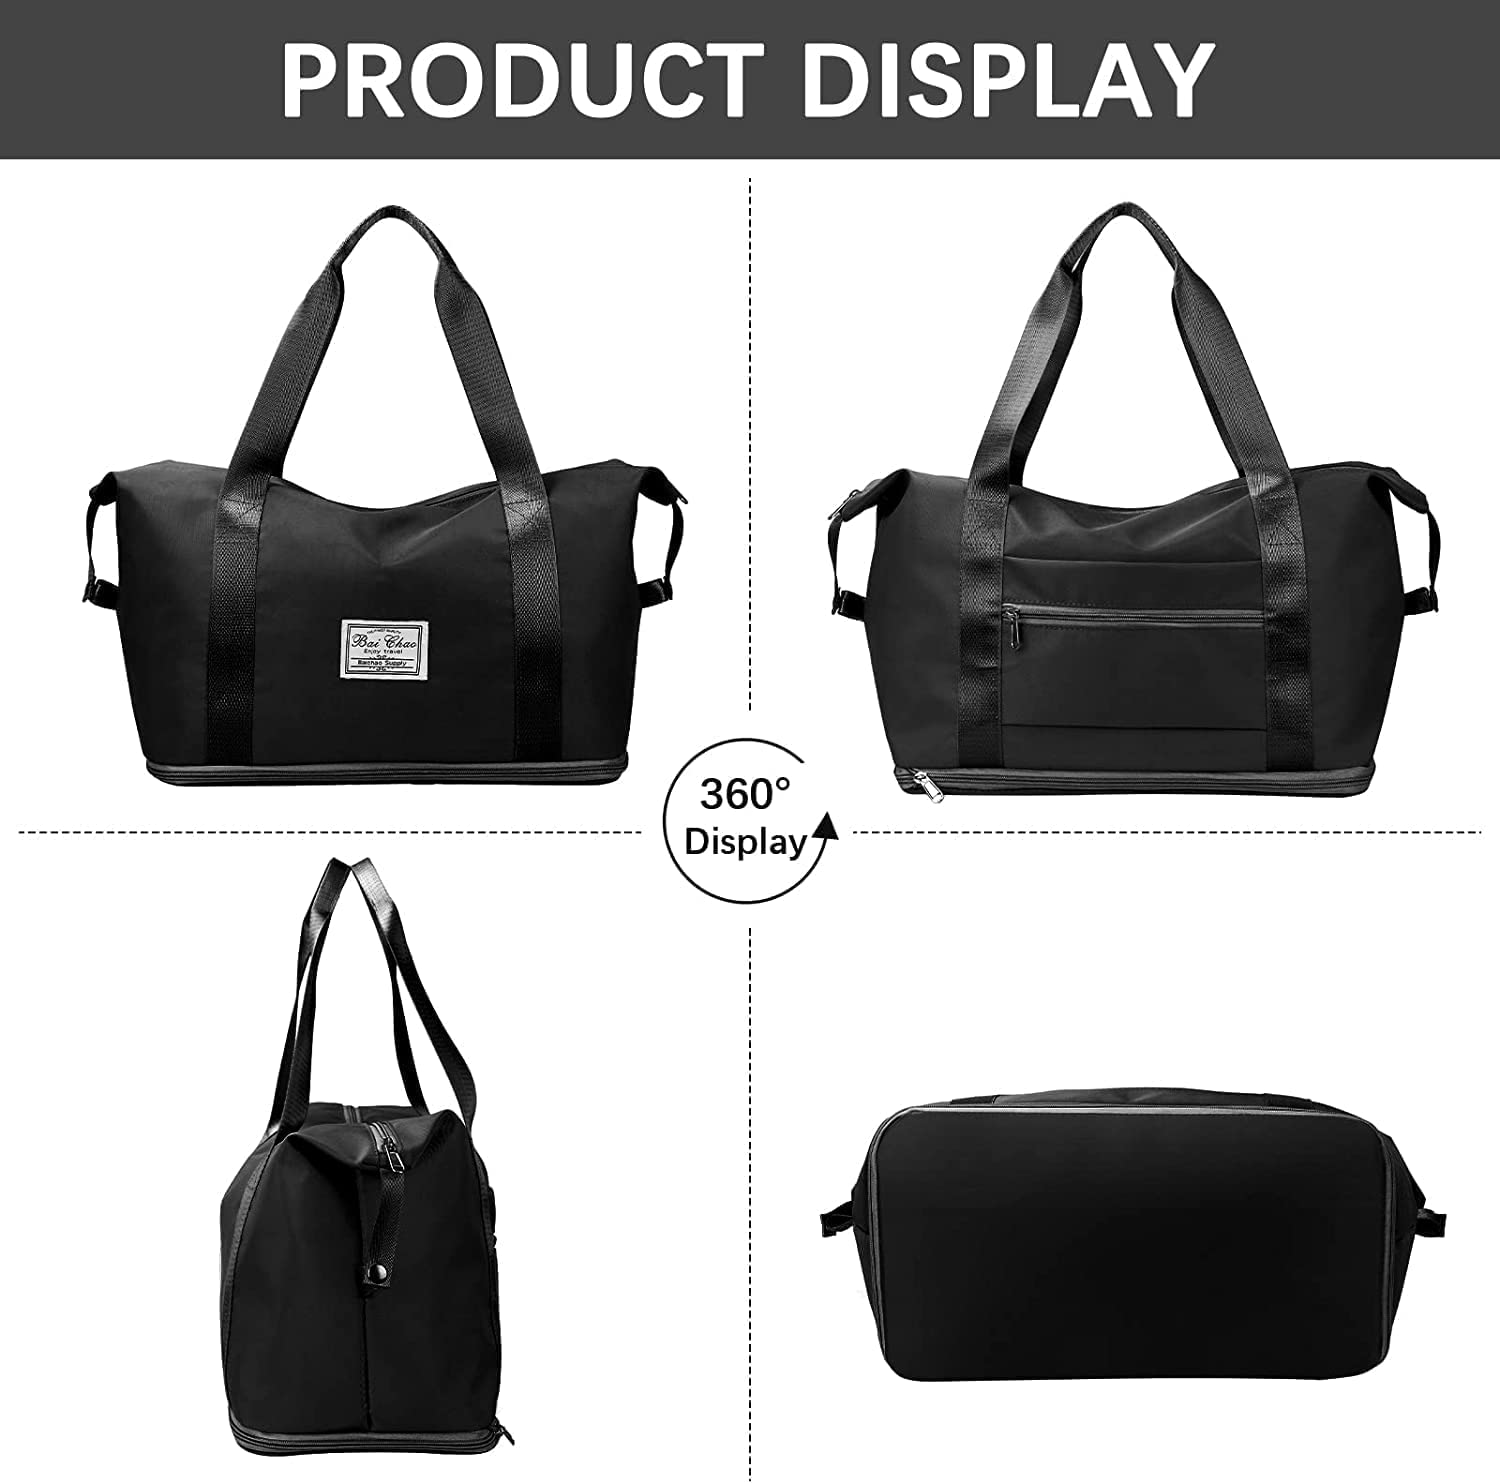 PRODUCT DISPLAY
Bai Chao
Enjoy travel
Baichao Supply
360°
Display